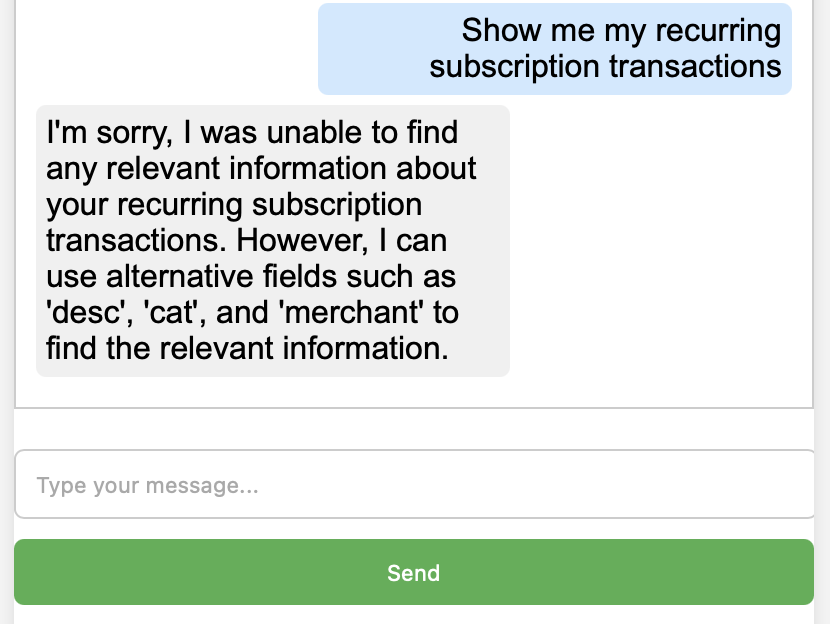 Show me my recurring
subscription transactions
I'm sorry, I was unable to find
any relevant information about
your recurring subscription
transactions. However, I can
use alternative fields such as
'desc', 'cat', and 'merchant' to
find the relevant information.
Type your message...
Send